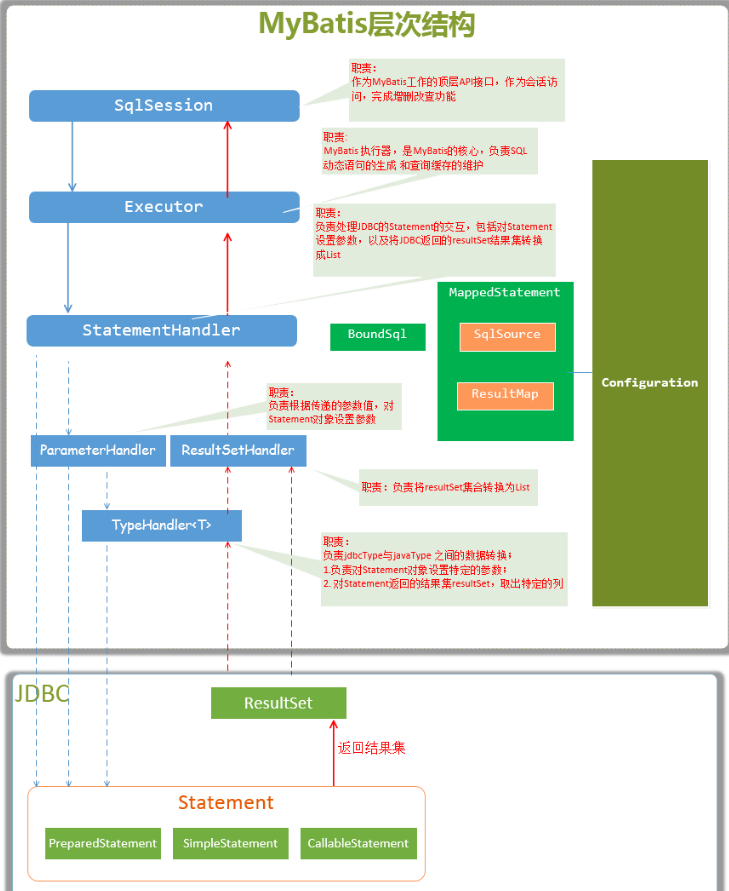 MyBatis层次结构
职责：
作为MyBatis工作的顶层API接口，作为会话访
问，完成增删改查功能
SqlSession
职责:
MyBatis 执行器，是MyBatis的核心，负责SQL
动态语句的生成 和查询缓存的维护
Executor
职责：
负责处理JDBC的Statement的交互，包括对Statement
设置参数，以及将JDBC返回的resultSet结果集转换
成List
StatementHandler
BoundSql
MappedStatement
SqlSource
ResultMap
Configuration
职责：
负责根据传递的参数值，对
Statement对象设置参数
ParameterHandler
ResultSetHandler
职责：负责将resultSet集合转换为List
TypeHandler<T>
职责：
负责jdbcType与javaType 之间的数据转换；
1.负责对Statement对象设置特定的参数；
2. 对Statement返回的结果集resultSet，取出特定的列
JDBC
ResultSet
返回结果集
Statement
PreparedStatement
SimpleStatement
CallableStatement